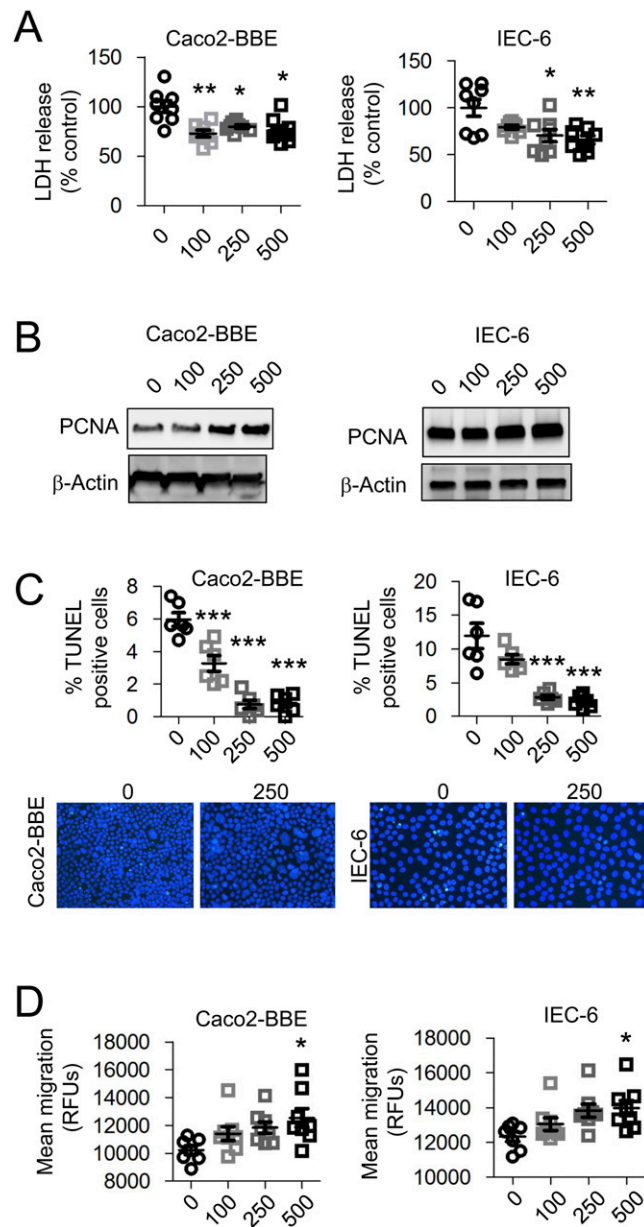 A
Caco2-BBE
IEC-6
LDH release
(% control)
150
100
50
0
**
*
*
0
100
250
500
LDH release
(% control)
150
100
50
0
*
**
0
100
250
500
B
Caco2-BBE
IEC-6
0
100
250
500
0
100
250
500
PCNA
PCNA
β-Actin
β-Actin
C
Caco2-BBE
IEC-6
% TUNEL
positive cells
8
6
4
2
0
***
***
***
0
100
250
500
% TUNEL
positive cells
20
15
10
5
0
***
***
0
100
250
500
0
250
0
250
Caco2-BBE
IEC-6
D
Caco2-BBE
IEC-6
Mean migration
(RFUs)
18000
16000
14000
12000
10000
8000
*
0
100
250
500
Mean migration
(RFUs)
18000
16000
14000
12000
10000
*
0
100
250
500